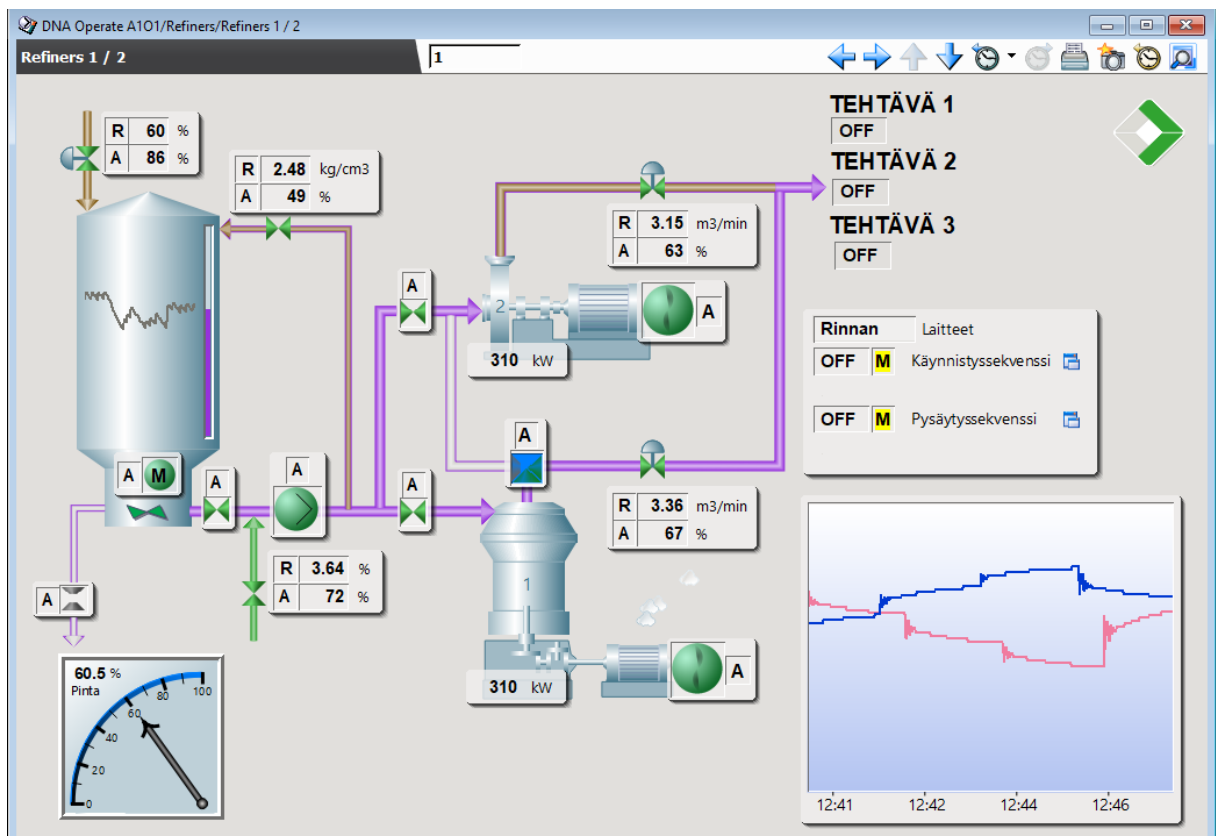 DNA Operate A1O1/Refiners/Refiners 1 / 2
Refiners 1 / 2
1
R 60 %
A 86 %
R 2.48 kg/cm3
A 49 %
TEHTÄVÄ 1
OFF
TEHTÄVÄ 2
OFF
TEHTÄVÄ 3
OFF
R 3.15 m3/min
A 63 %
A
2
A
310 kW
Rinnan Laitteet
OFF M Käynnistyssekvenssi
OFF M Pysäytyssekvenssi
A
A M
A
A
A
R 3.36 m3/min
A 67 %
R 3.64 %
A 72 %
1
A
A
310 kW
60.5 %
Pinta
0
20
40
60
80
100
12:41 12:42 12:44 12:46